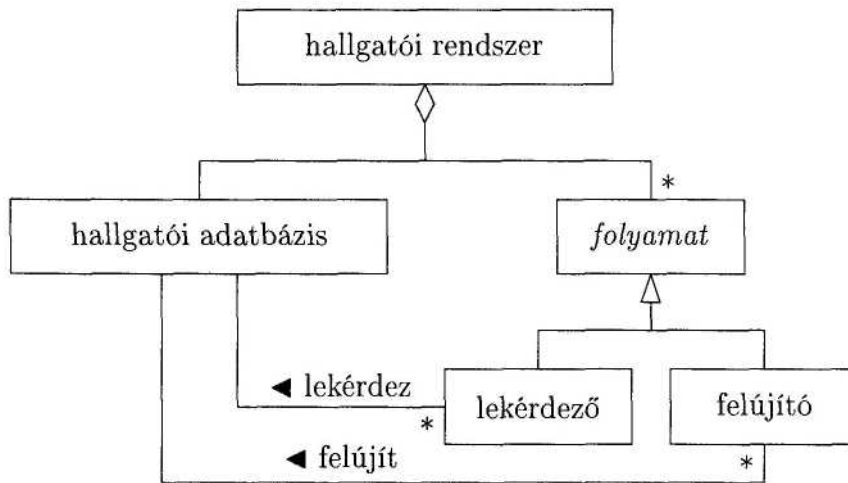 hallgatói rendszer
*
hallgatói adatbázis
folyamat
◄ lekérdez
*
lekérdező
felújító
◄ felújít
*